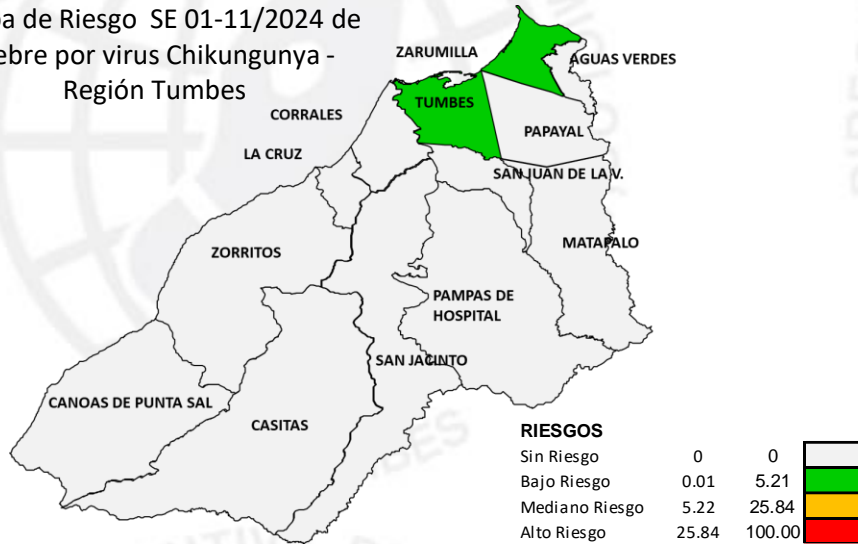 pa de Riesgo SE 01-11/2024 de
ebre por virus Chikungunya -
Región Tumbes
ZARUMILLA
AGUAS VERDES
CORRALES
TUMBES
PAPAYAL
LA CRUZ
SAN JUAN DE LA V.
ZORRITOS
MATAPALO
PAMPAS DE
HOSPITAL
SAN JACINTO
CANOAS DE PUNTA SAL
CASITAS
RIESGOS
Sin Riesgo 0 0
Bajo Riesgo 0.01 5.21
Mediano Riesgo 5.22 25.84
Alto Riesgo 25.84 100.00